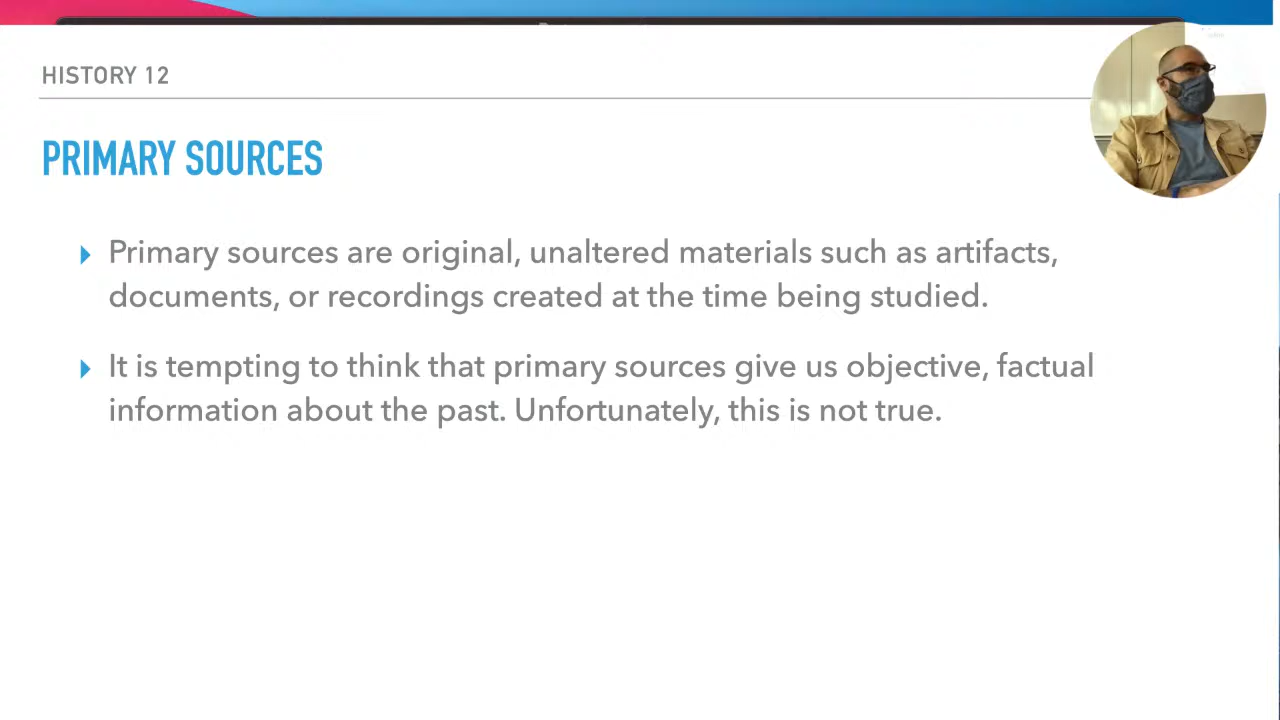 HISTORY 12
PRIMARY SOURCES
Primary sources are original, unaltered materials such as artifacts,
documents, or recordings created at the time being studied.
It is tempting to think that primary sources give us objective, factual
information about the past. Unfortunately, this is not true.